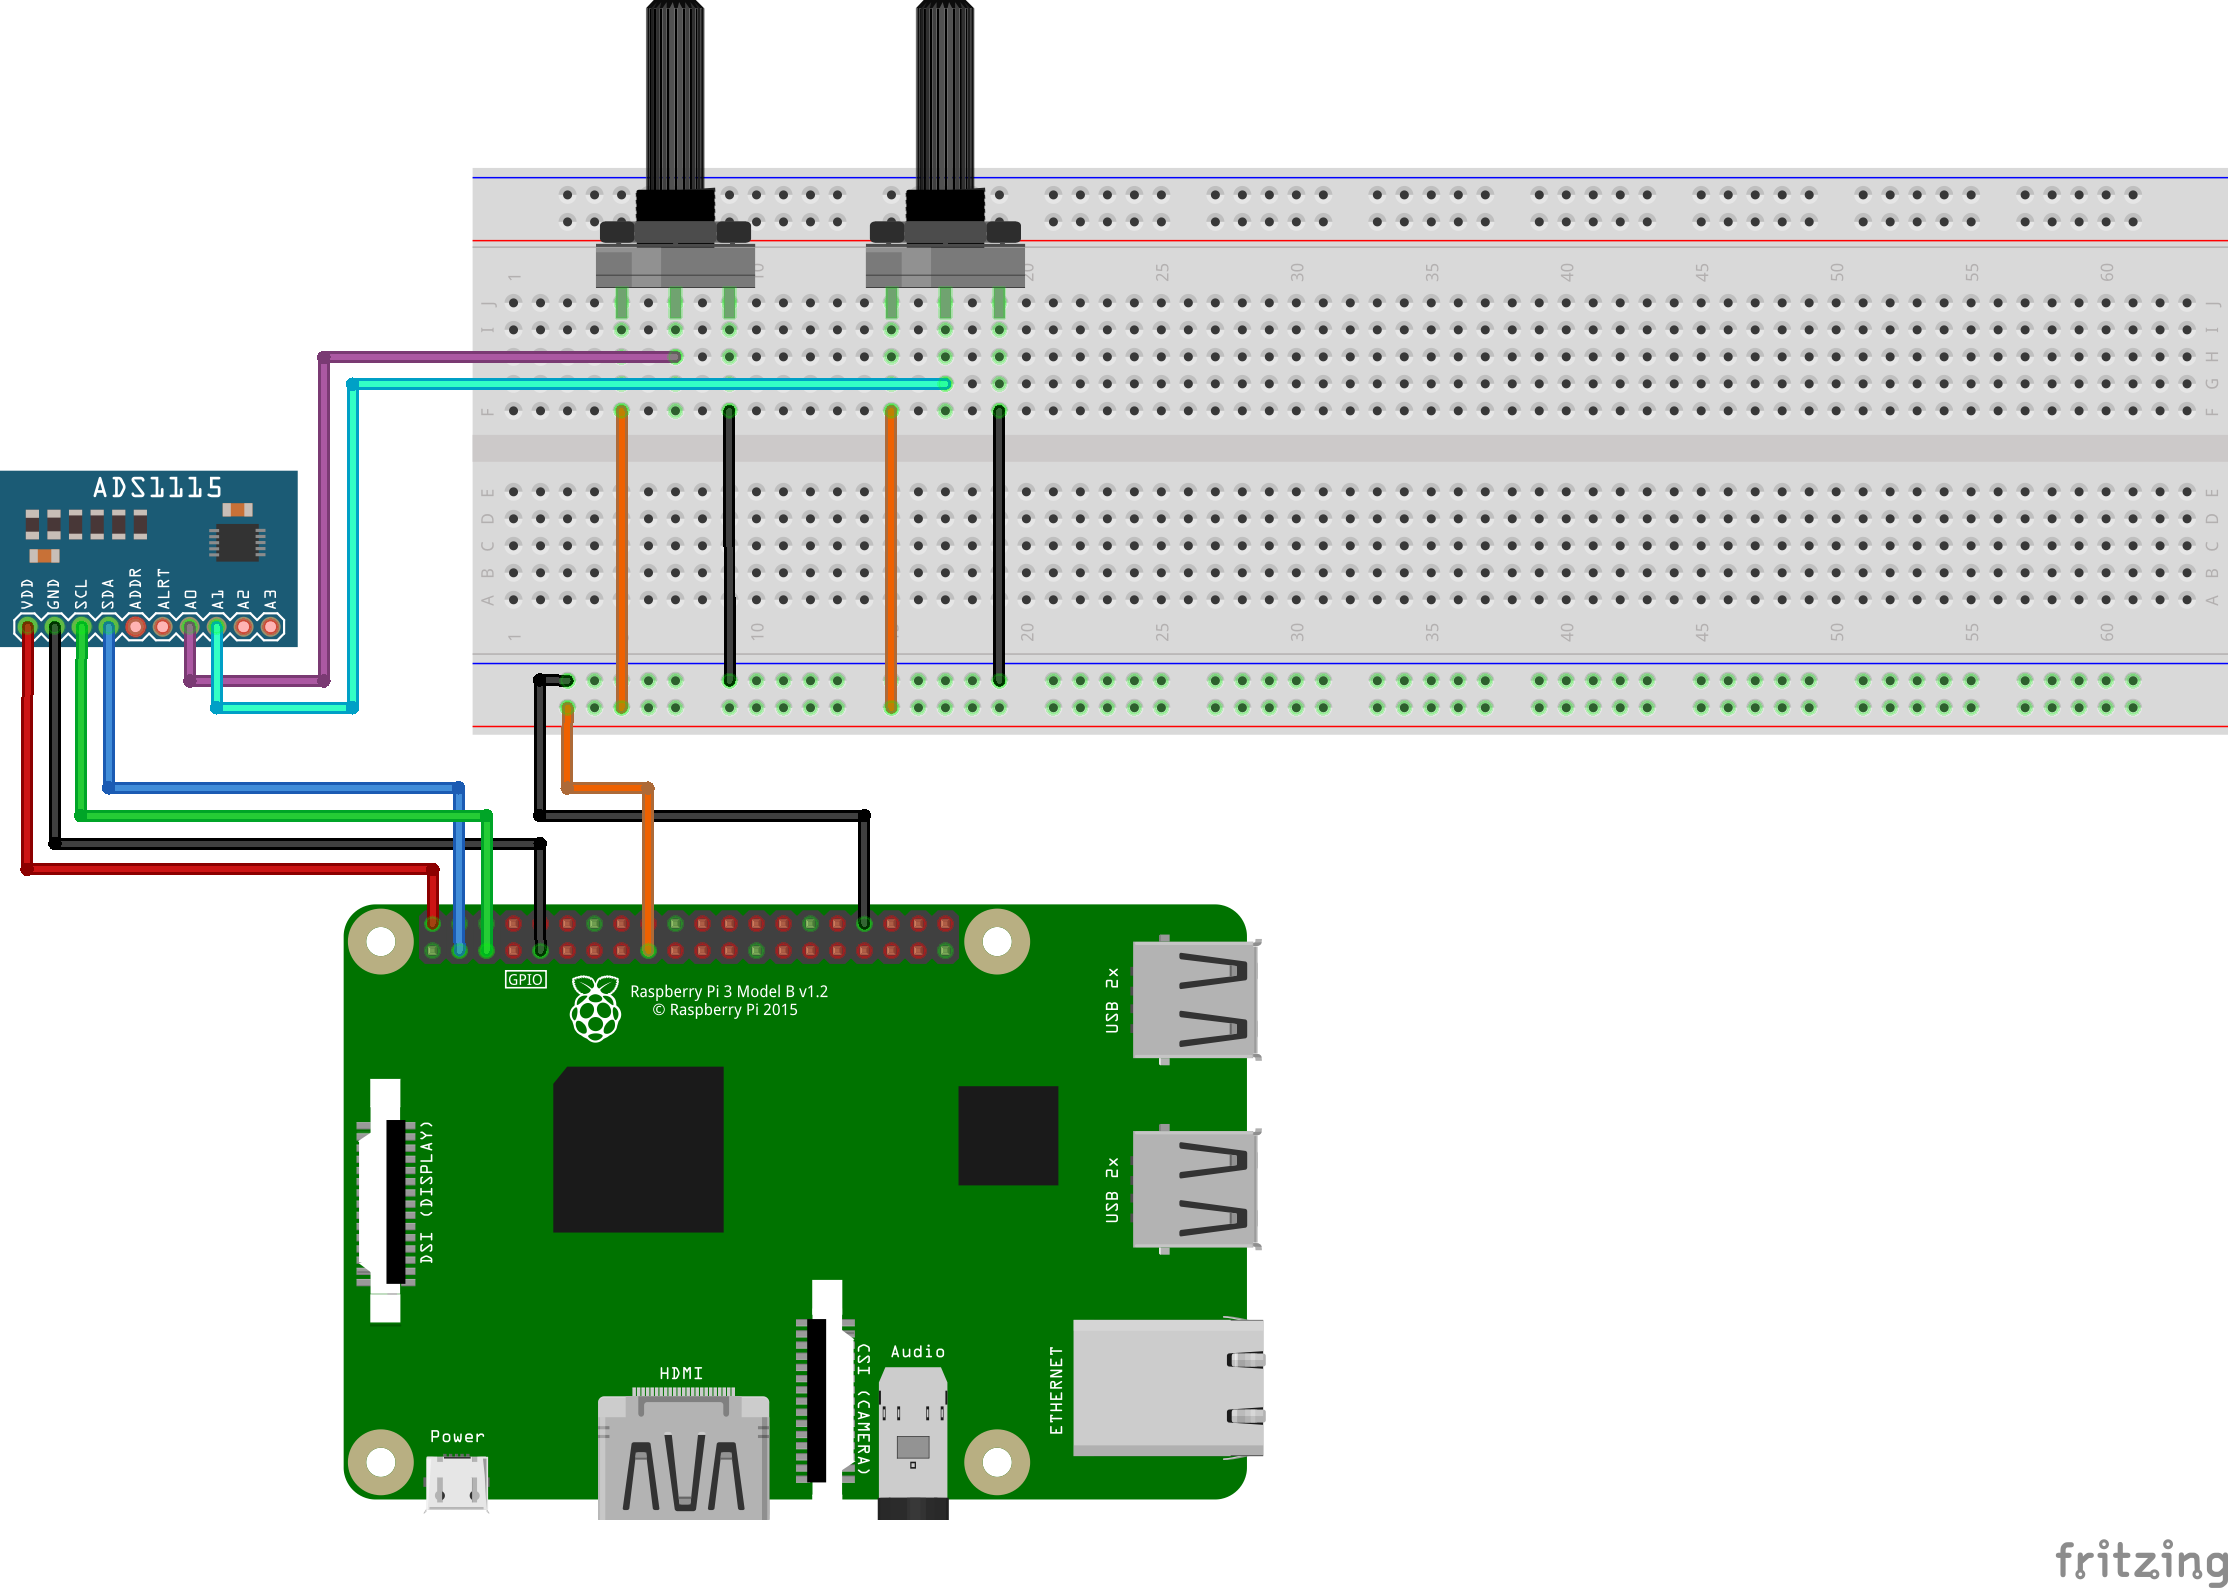 1 10 20 25 30 35 40 45 50 55 60
J J
I I
H
G
F F
ADS1115
VDD GND SCL SDA ADDR ALRT A0 A1 A2 A3
E E
D D
C C
B B
A A
1 10 20 25 30 35 40 45 50 55 60
GPIO
Raspberry Pi 3 Model B v1.2
© Raspberry Pi 2015
USB 2x
USB 2x
DSI (DISPLAY)
HDMI
CSI (CAMERA)
Audio
ETHERNET
Power
fritzing